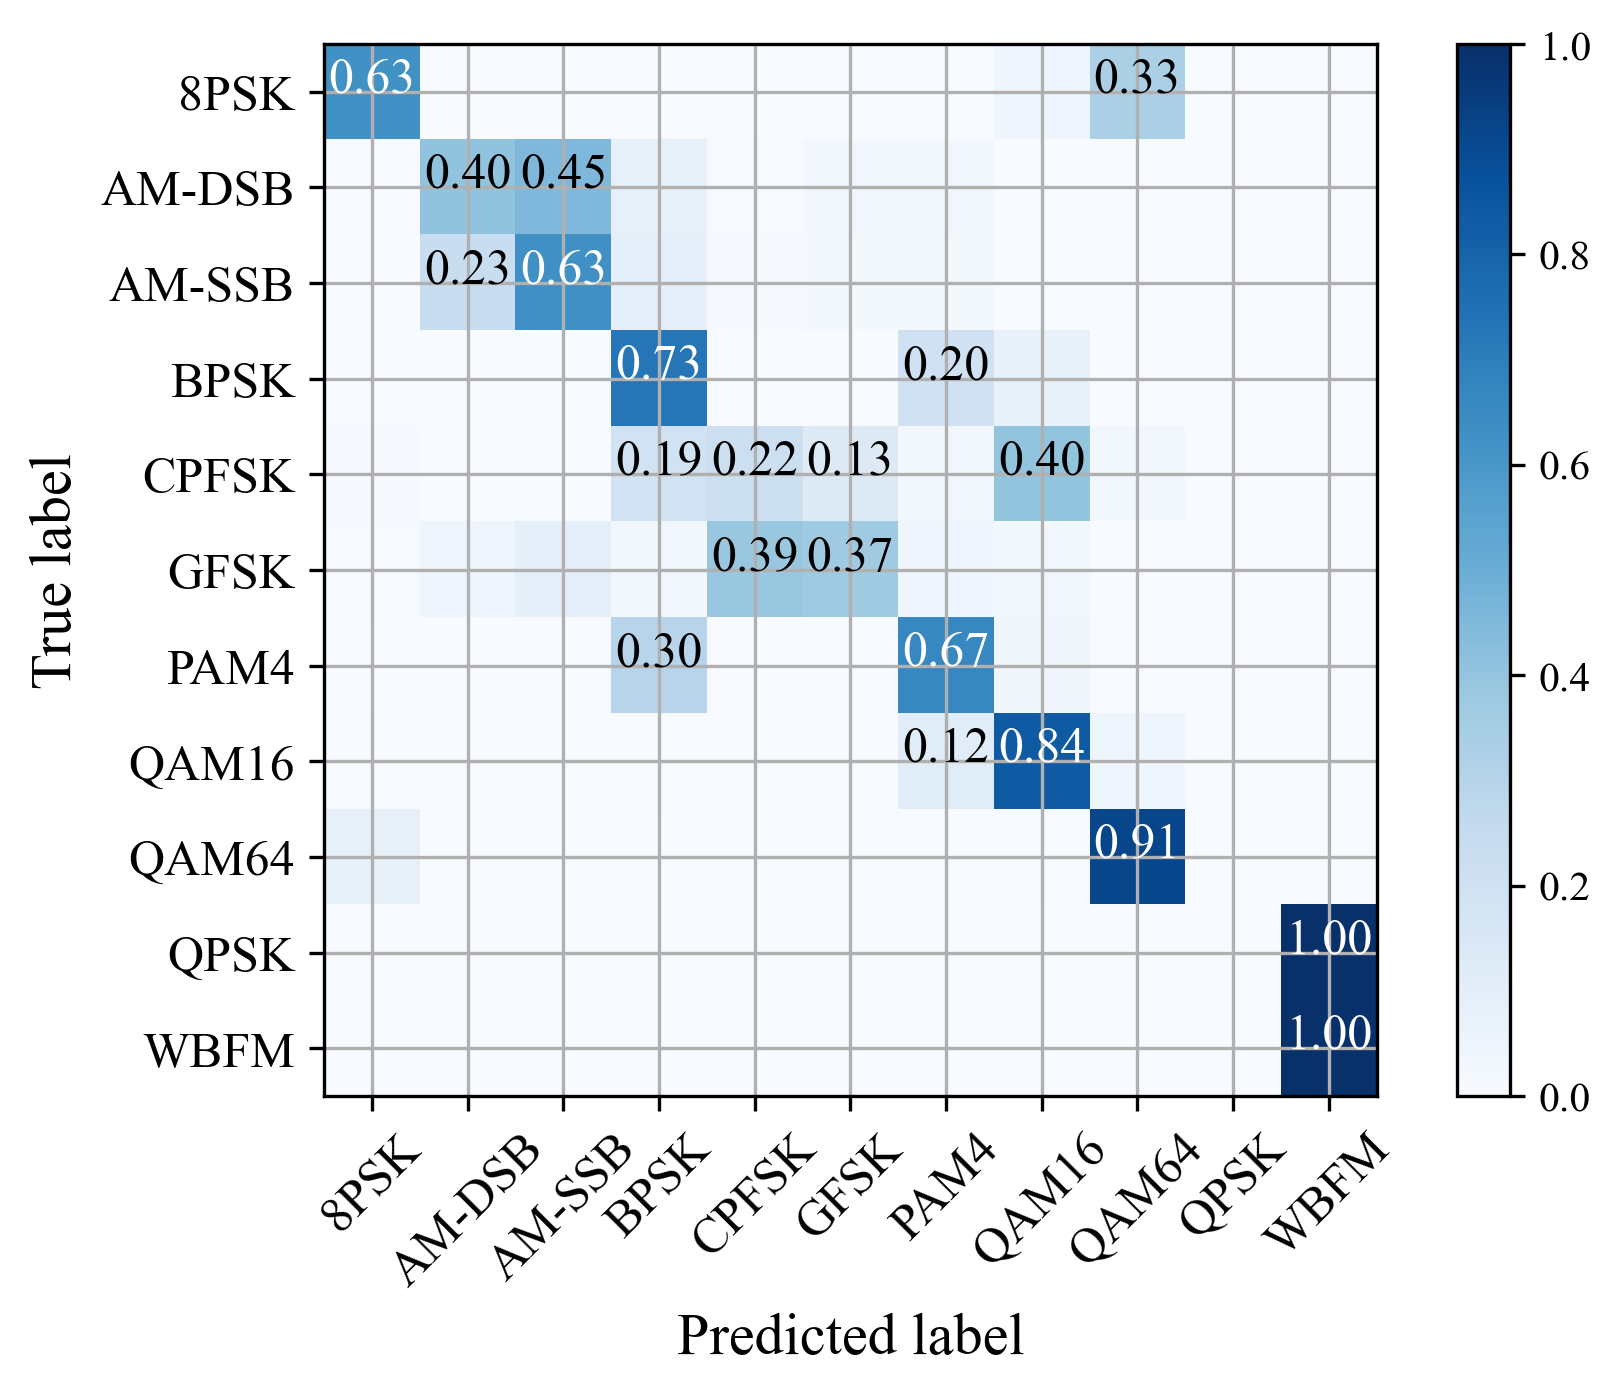 8PSK 0.63 0.33
AM-DSB 0.40 0.45
AM-SSB 0.23 0.63
BPSK 0.73 0.20
CPFSK 0.19 0.22 0.13 0.40
GFSK 0.39 0.37
PAM4 0.30 0.67
QAM16 0.12 0.84
QAM64 0.91
QPSK 1.00
WBFM 1.00
True label
8PSK AM-DSB AM-SSB BPSK CPFSK GFSK PAM4 QAM16 QAM64 QPSK WBFM
Predicted label
1.0
0.8
0.6
0.4
0.2
0.0